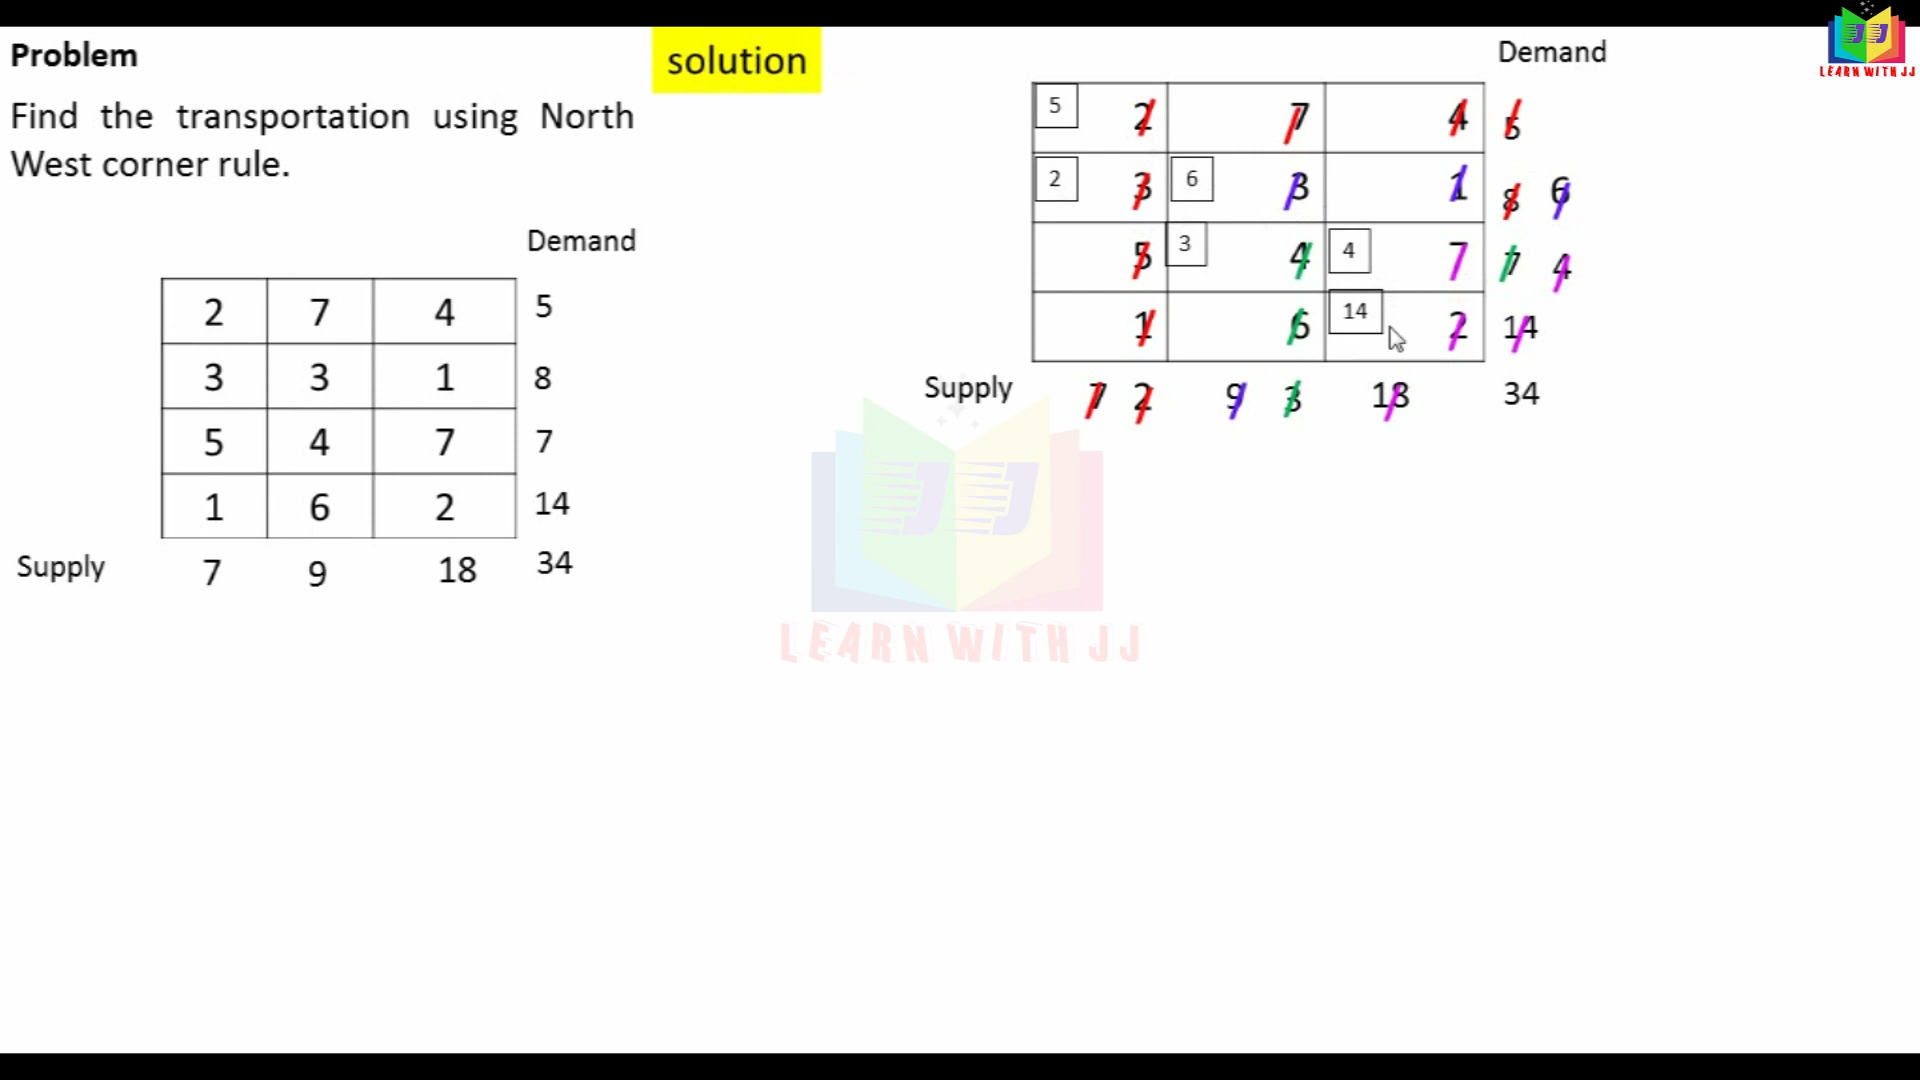 Problem
Find the transportation using North
West corner rule.
Demand
2 7 4 5
3 3 1 8
5 4 7 7
1 6 2 14
Supply 7 9 18 34
solution
Demand
5 2 7 4 5
2 3 6 3 1 8 6
5 3 4 4 7 7 4
1 6 14 2 14
Supply 7 2 9 3 18 34
LEARN WITH JJ
LEARN WITH JJ